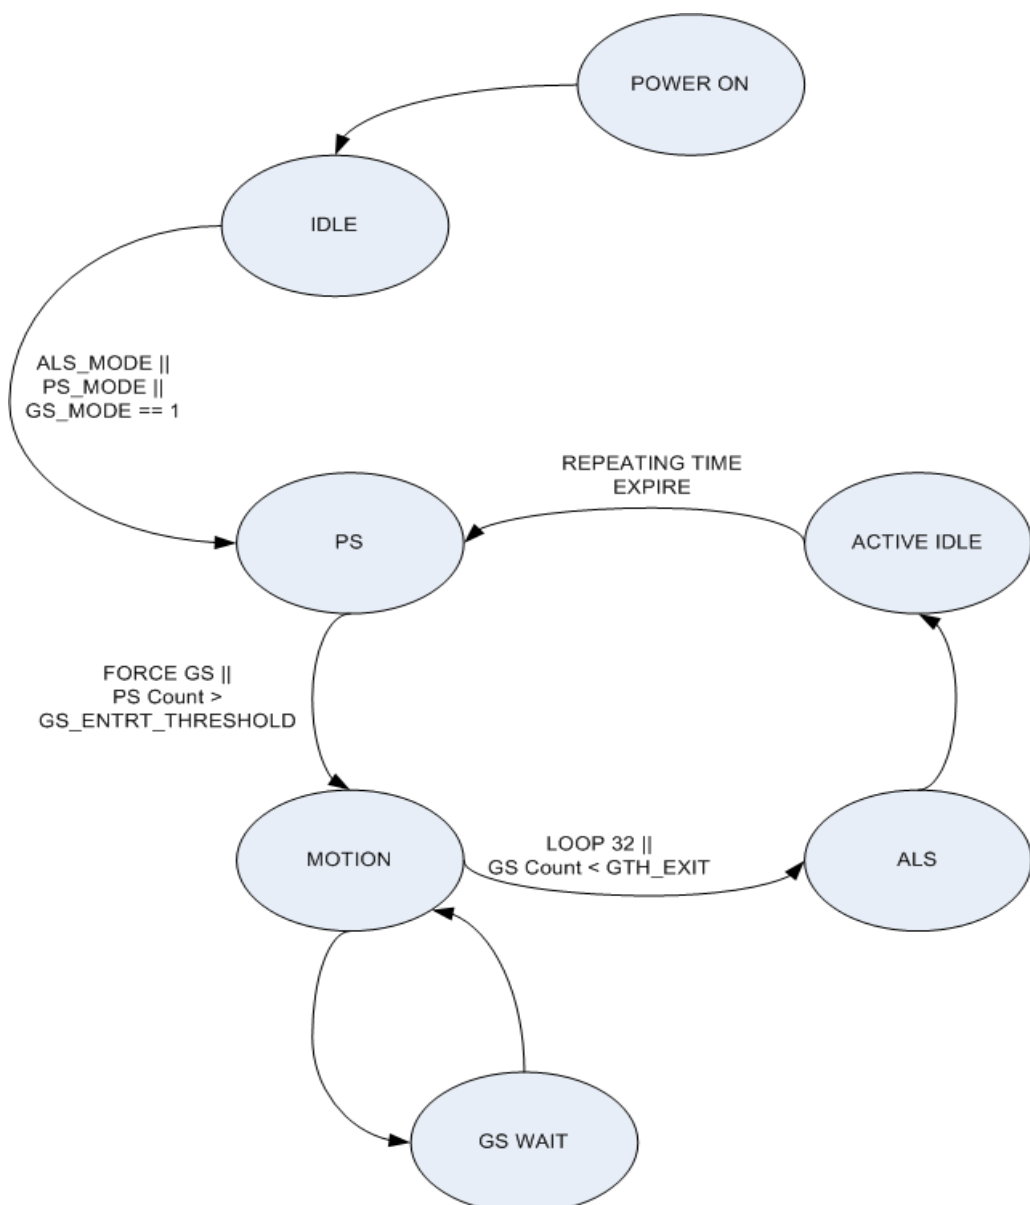 POWER ON
IDLE
ALS_MODE ||
PS_MODE ||
GS_MODE == 1
REPEATING TIME
EXPIRE
PS
ACTIVE IDLE
FORCE GS ||
PS Count >
GS_ENTRT_THRESHOLD
MOTION
LOOP 32 ||
GS Count < GTH_EXIT
ALS
GS WAIT